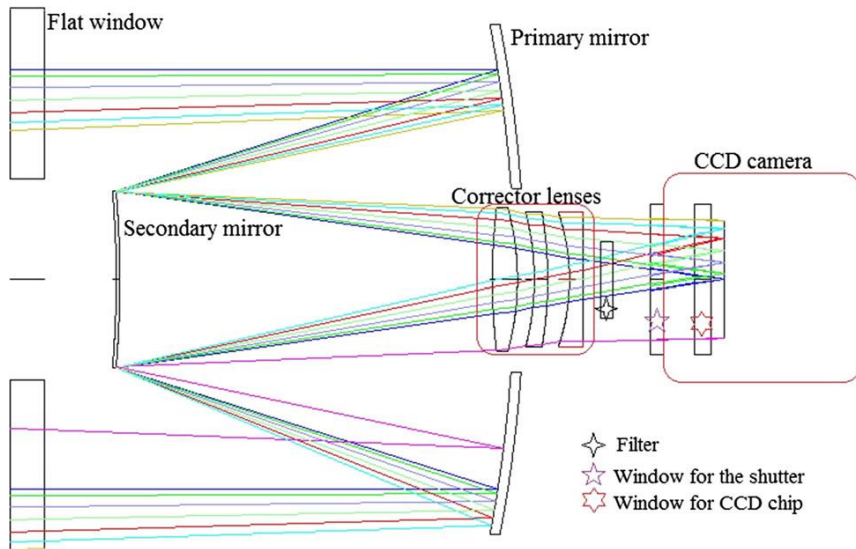 Flat window
Primary mirror
CCD camera
Corrector lenses
Secondary mirror
Filter
Window for the shutter
Window for CCD chip